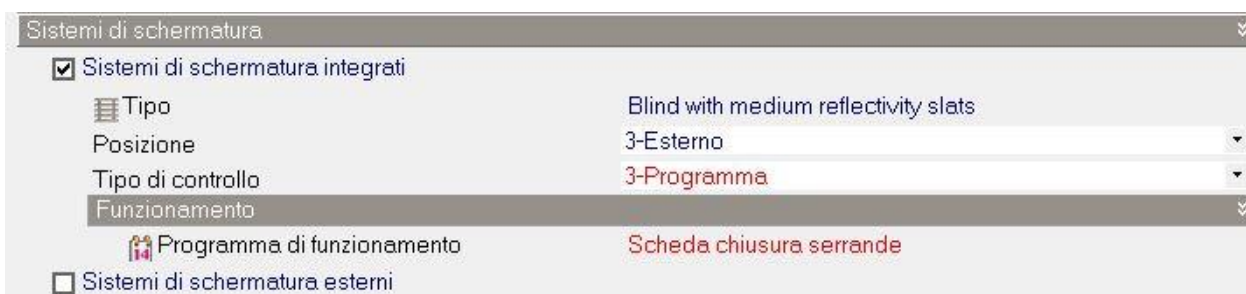 Sistemi di schermatura
Sistemi di schermatura integrati
Tipo Blind with medium reflectivity slats
Posizione 3-Esterno
Tipo di controllo 3-Programma
Funzionamento
14 Programma di funzionamento Scheda chiusura serrande
Sistemi di schermatura esterni